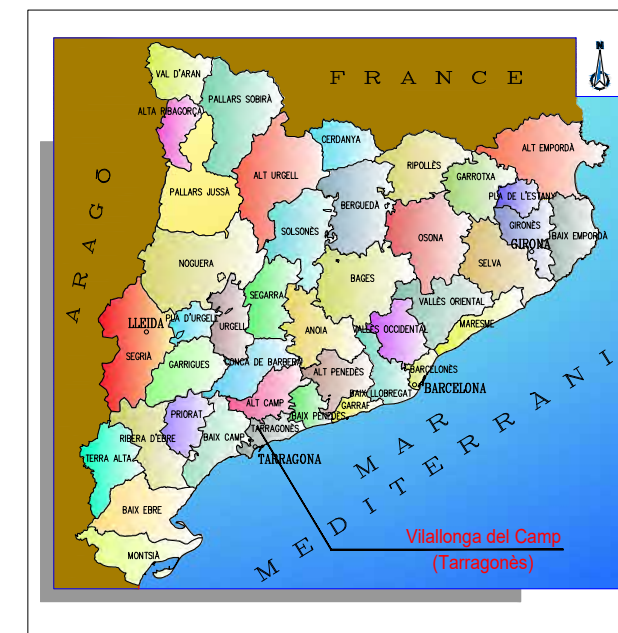 N
FRANCE
VAL D'ARAN
PALLARS SOBIRÀ
ALTA RIBAGORÇA
CERDANYA
ALT EMPORDÀ
RIPOLLÈS
GARROTXA
ALT URGELL
PALLARS JUSSÀ
PLA DE L'ESTANY
BERGUEDÀ
ARAGÓ
GIRONÈS
SOLSONÈS
OSONA
BAIX EMPORDÀ
GIRONA
NOGUERA
SELVA
BAGES
SEGARRA
VALLÈS ORIENTAL
PLA D'URGELL
MARESME
LLEIDA
URGELL
ANOIA
VALLÈS OCCIDENTAL
SEGRIÀ
CONCA DE BARBERÀ
GARRIGUES
BARCELONÈS
ALT PENEDÈS
BARCELONA
BAIX LLOBREGAT
ALT CAMP
GARRAF
PRIORAT
BAIX PENEDÈS
TARRAGONÈS
RIBERA D'EBRE
BAIX CAMP
TERRA ALTA
TARRAGONA
MAR
MEDITERRANI
BAIX EBRE
Vilallonga del Camp
(Tarragonès)
MONTSIÀ